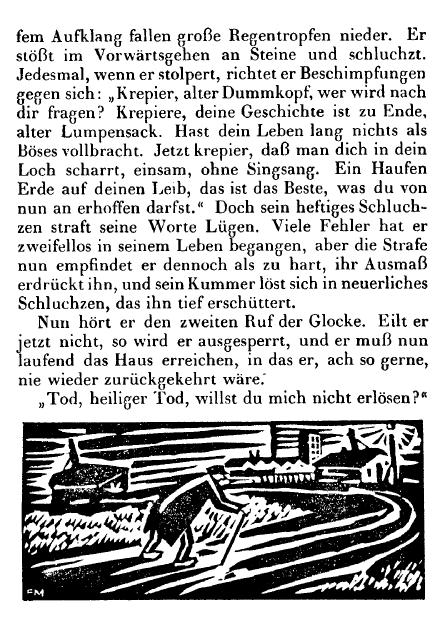 fem Aufklang fallen große Regentropfen nieder. Er
stößt im Vorwärtsgehen an Steine und schluchzt.
Jedesmal, wenn er stolpert, richtet er Beschimpfungen
gegen sich: „Krepier, alter Dummkopf, wer wird nach
dir fragen? Krepiere, deine Geschichte ist zu Ende,
alter Lumpensack. Hast dein Leben lang nichts als
Böses vollbracht. Jetzt krepier, daß man dich in dein
Loch scharrt, einsam, ohne Singsang. Ein Haufen
Erde auf deinen Leib, das ist das Beste, was du von
nun an erhoffen darfst.“ Doch sein heftiges Schluch-
zen straft seine Worte Lügen. Viele Fehler hat er
zweifellos in seinem Leben begangen, aber die Strafe
nun empfindet er dennoch als zu hart, ihr Ausmaß
erdrückt ihn, und sein Kummer löst sich in neuerliches
Schluchzen, das ihn tief erschüttert.
Nun hört er den zweiten Ruf der Glocke. Eilt er
jetzt nicht, so wird er ausgesperrt, und er muß nun
laufend das Haus erreichen, in das er, ach so gerne,
nie wieder zurückgekehrt wäre.
„Tod, heiliger Tod, willst du mich nicht erlösen?“
FM